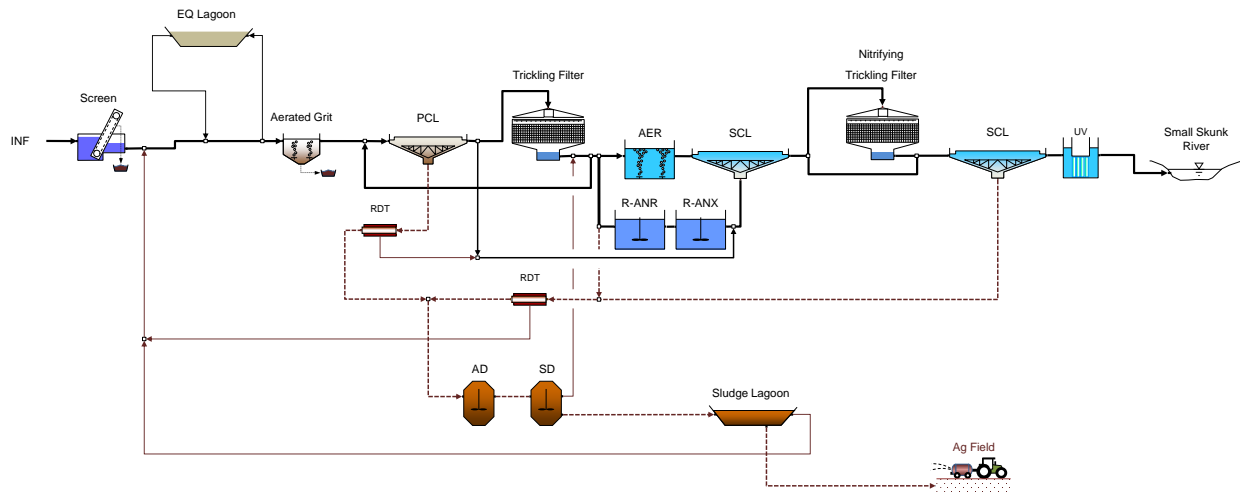 EQ Lagoon
Nitrifying
Trickling Filter
Trickling Filter
Screen
Aerated Grit
PCL
AER
SCL
SCL
UV
Small Skunk
River
INF
R-ANR
R-ANX
RDT
RDT
AD
SD
Sludge Lagoon
Ag Field